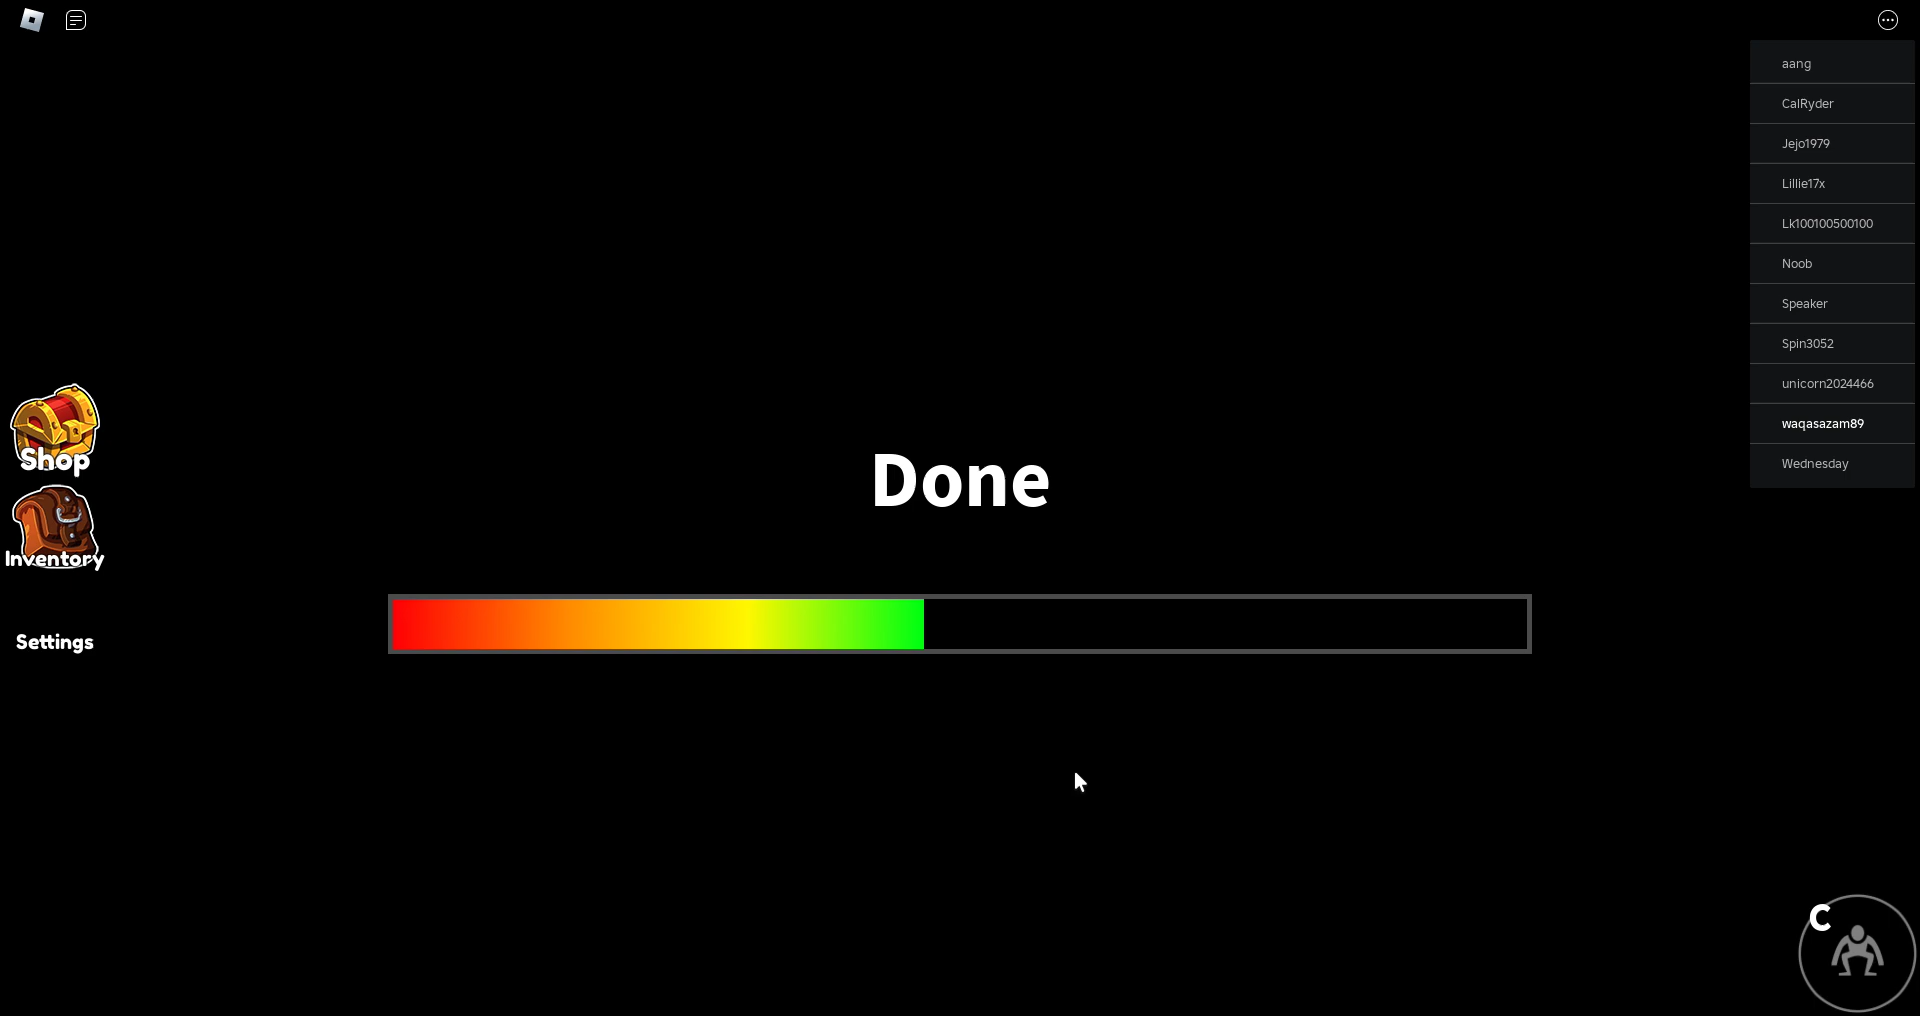 aang
CalRyder
Jejo1979
Lillie17x
Lk100100500100
Noob
Speaker
Spin3052
unicorn2024466
waqasazam89
Wednesday
Shop
Inventory
Settings
Done
C